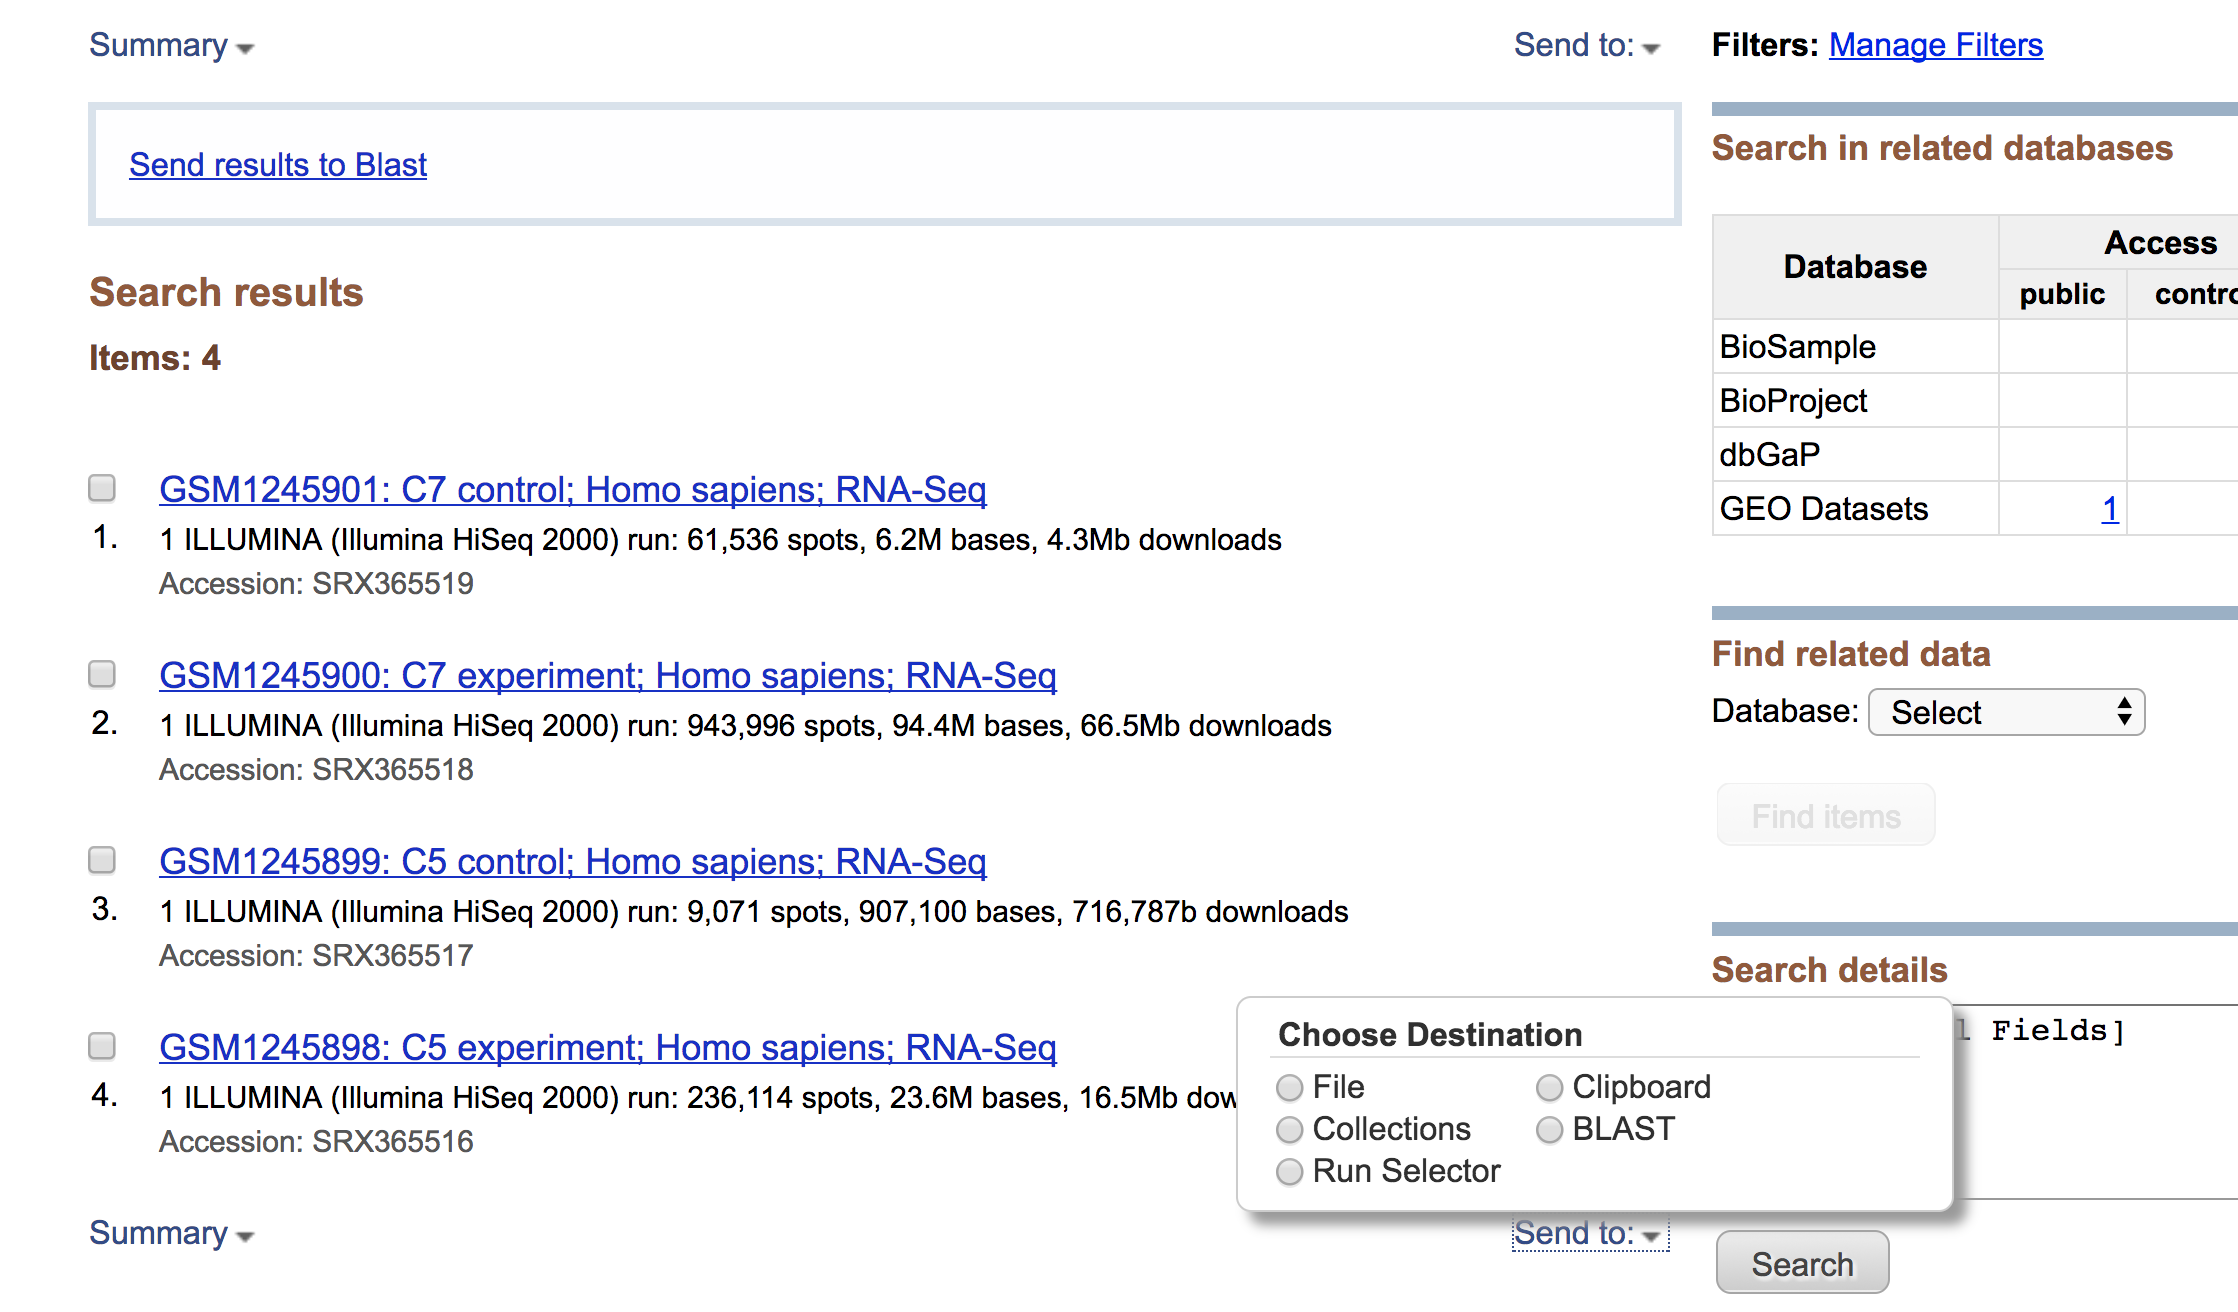 Summary
Send to:
Filters: Manage Filters
Send results to Blast
Search results
Items: 4
GSM1245901: C7 control; Homo sapiens; RNA-Seq
1. 1 ILLUMINA (Illumina HiSeq 2000) run: 61,536 spots, 6.2M bases, 4.3Mb downloads
Accession: SRX365519
GSM1245900: C7 experiment; Homo sapiens; RNA-Seq
2. 1 ILLUMINA (Illumina HiSeq 2000) run: 943,996 spots, 94.4M bases, 66.5Mb downloads
Accession: SRX365518
GSM1245899: C5 control; Homo sapiens; RNA-Seq
3. 1 ILLUMINA (Illumina HiSeq 2000) run: 9,071 spots, 907,100 bases, 716,787b downloads
Accession: SRX365517
GSM1245898: C5 experiment; Homo sapiens; RNA-Seq
4. 1 ILLUMINA (Illumina HiSeq 2000) run: 236,114 spots, 23.6M bases, 16.5Mb dow
Accession: SRX365516
Summary
Send to:
Choose Destination
File Clipboard
Collections BLAST
Run Selector
Search in related databases
Database Access
public contro
BioSample
BioProject
dbGaP
GEO Datasets 1
Find related data
Database: Select
Find items
Search details
l Fields]
Search